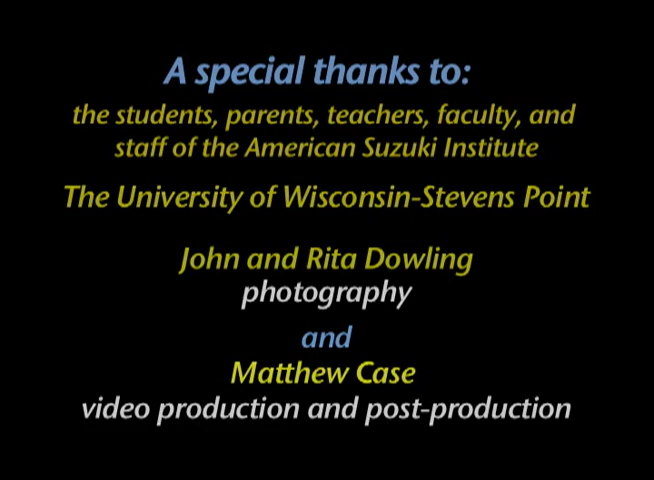 A special thanks to:
the students, parents, teachers, faculty, and
staff of the American Suzuki Institute
The University of Wisconsin-Stevens Point
John and Rita Dowling
photography
and
Matthew Case
video production and post-production